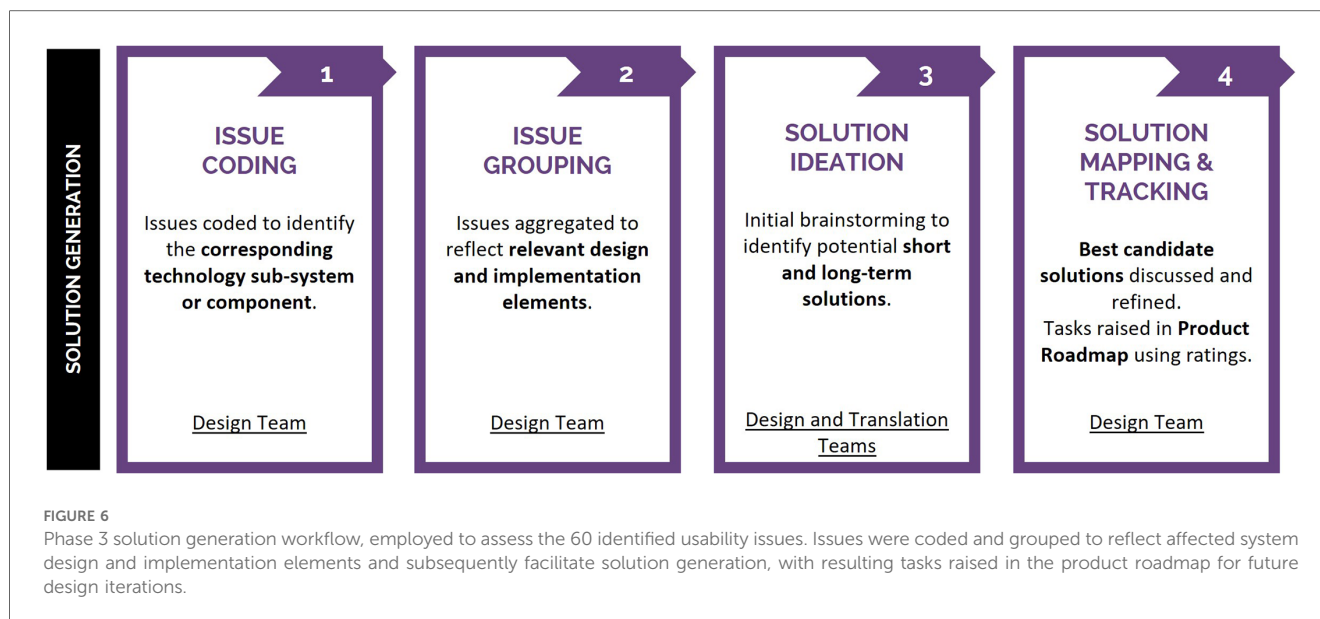 SOLUTION GENERATION
1
ISSUE
CODING
Issues coded to identify
the corresponding
technology sub-system
or component.
Design Team
2
ISSUE
GROUPING
Issues aggregated to
reflect relevant design
and implementation
elements.
Design Team
3
SOLUTION
IDEATION
Initial brainstorming to
identify potential short
and long-term
solutions.
Design and Translation
Teams
4
SOLUTION
MAPPING &
TRACKING
Best candidate
solutions discussed and
refined.
Tasks raised in Product
Roadmap using ratings.
Design Team
FIGURE 6
Phase 3 solution generation workflow, employed to assess the 60 identified usability issues. Issues were coded and grouped to reflect affected system
design and implementation elements and subsequently facilitate solution generation, with resulting tasks raised in the product roadmap for future
design iterations.